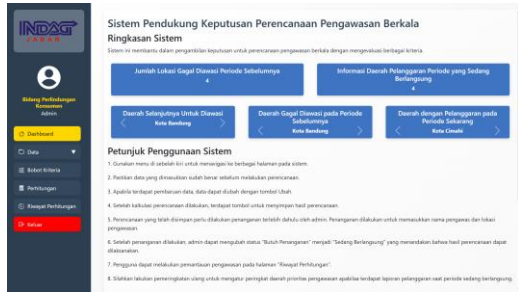 INDAG
JABAR
Bidang Perlindungan
Konsumen
Admin
Dashboard
Data
Bobot Kriteria
Perhitungan
Riwayat Perhitungan
Keluar
Sistem Pendukung Keputusan Perencanaan Pengawasan Berkala
Ringkasan Sistem
Sistem ini membantu dalam pengambilan keputusan untuk perencanaan pengawasan berkala dengan mengevaluasi berbagai kriteria.
Jumlah Lokasi Gagal Diawasi Periode Sebelumnya
4
Informasi Daerah Pelanggaran Periode yang Sedang
Berlangsung
4
Daerah Selanjutnya Untuk Diawasi
Kota Bandung
Daerah Gagal Diawasi pada Periode
Sebelumnya
Kota Bandung
Daerah dengan Pelanggaran pada
Periode Sekarang
Kota Cimahi
Petunjuk Penggunaan Sistem
1. Gunakan menu di sebelah kiri untuk menavigasi ke berbagai halaman pada sistem.
2. Pastikan data yang dimasukkan sudah benar sebelum melakukan perencanaan.
3. Apabila terdapat pembaruan data, data dapat diubah dengan tombol Ubah
4. Setelah kalkulasi perencanaan dilakukan, terdapat tombol untuk menyimpan hasil perencanaan.
5. Perencanaan yang telah disimpan perlu dilakukan penanganan terlebih dahulu oleh admin. Penanganan dilakukan untuk memasukkan nama pengawas dan lokasi
pengawasan.
6. Setelah penanganan dilakukan, admin dapat mengubah status "Butuh Penanganan" menjadi "Sedang Berlangsung" yang menandakan bahwa hasil perencanaan dapat
dilaksanakan.
7. Pengguna dapat melakukan pemantauan pengawasan pada halaman "Riwayat Perhitungan".
8. Silahkan lakukan pemeringkatan ulang untuk mengatur peringkat daerah prioritas pengawasan apabila terdapat laporan pelanggaran saat periode sedang berlangsung.